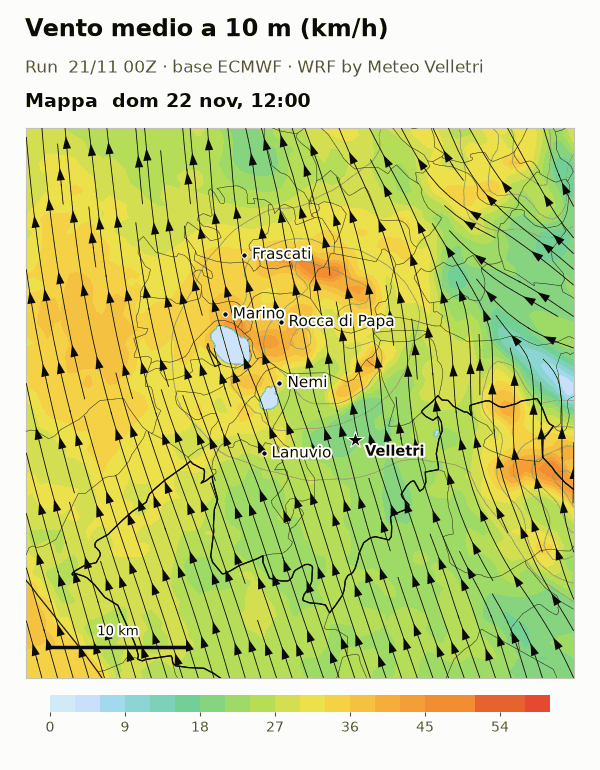 Vento medio a 10 m (km/h)
Run  21/11 00Z · base ECMWF · WRF by Meteo Velletri
Mappa  dom 22 nov, 12:00
Frascati
Marino
Rocca di Papa
Nemi
Velletri
Lanuvio
10 km
0 9 18 27 36 45 54